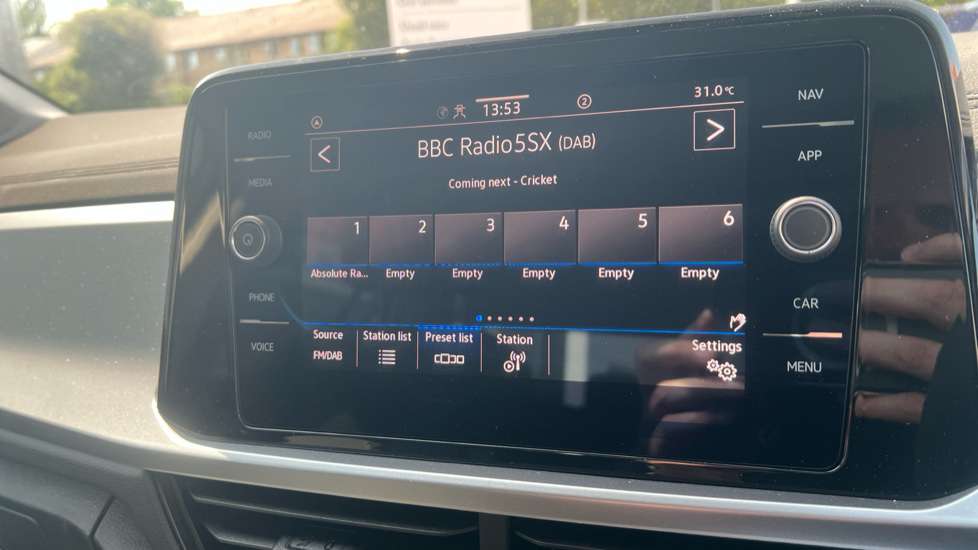 13:53
2
31.0°C
RADIO
MEDIA
PHONE
VOICE
<
BBC Radio5SX (DAB)
>
Coming next - Cricket
1 2 3 4 5 6
Absolute Ra... Empty Empty Empty Empty Empty
Source Station list Preset list Station Settings
FM/DAB
NAV
APP
CAR
MENU